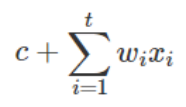 c + \sum_{i=1}^{t} w_i x_i